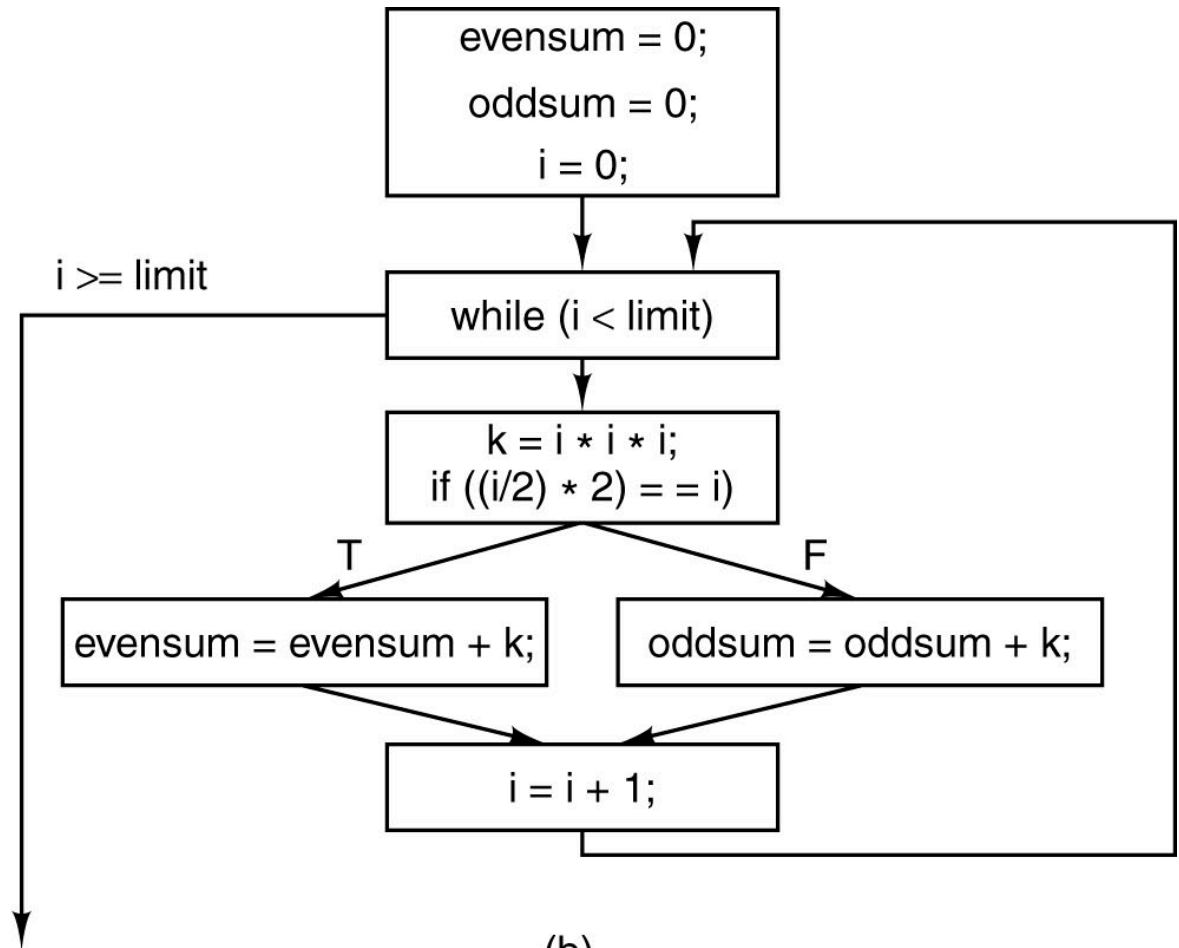 evensum = 0;
oddsum = 0;
i = 0;
i >= limit
while (i < limit)
k = i * i * i;
if ((i/2) * 2) = = i)
T
F
evensum = evensum + k;
oddsum = oddsum + k;
i = i + 1;
(b)